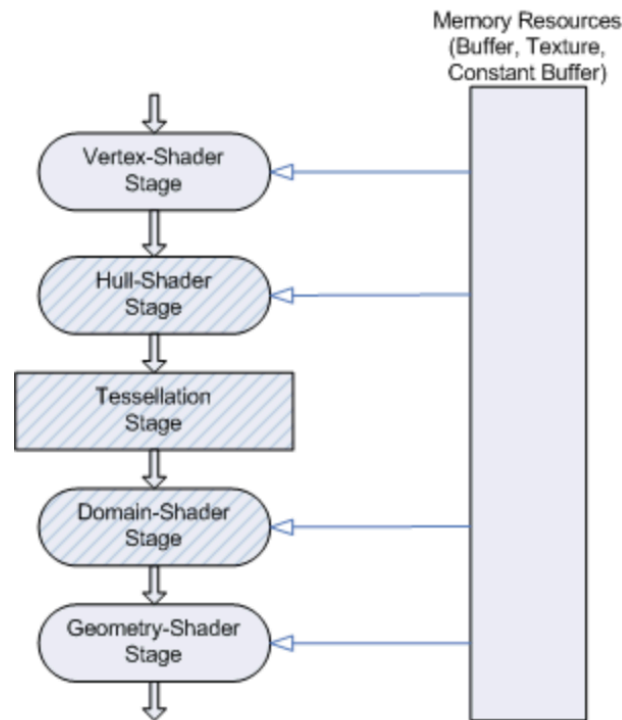 Memory Resources
(Buffer, Texture,
Constant Buffer)
Vertex-Shader
Stage
Hull-Shader
Stage
Tessellation
Stage
Domain-Shader
Stage
Geometry-Shader
Stage